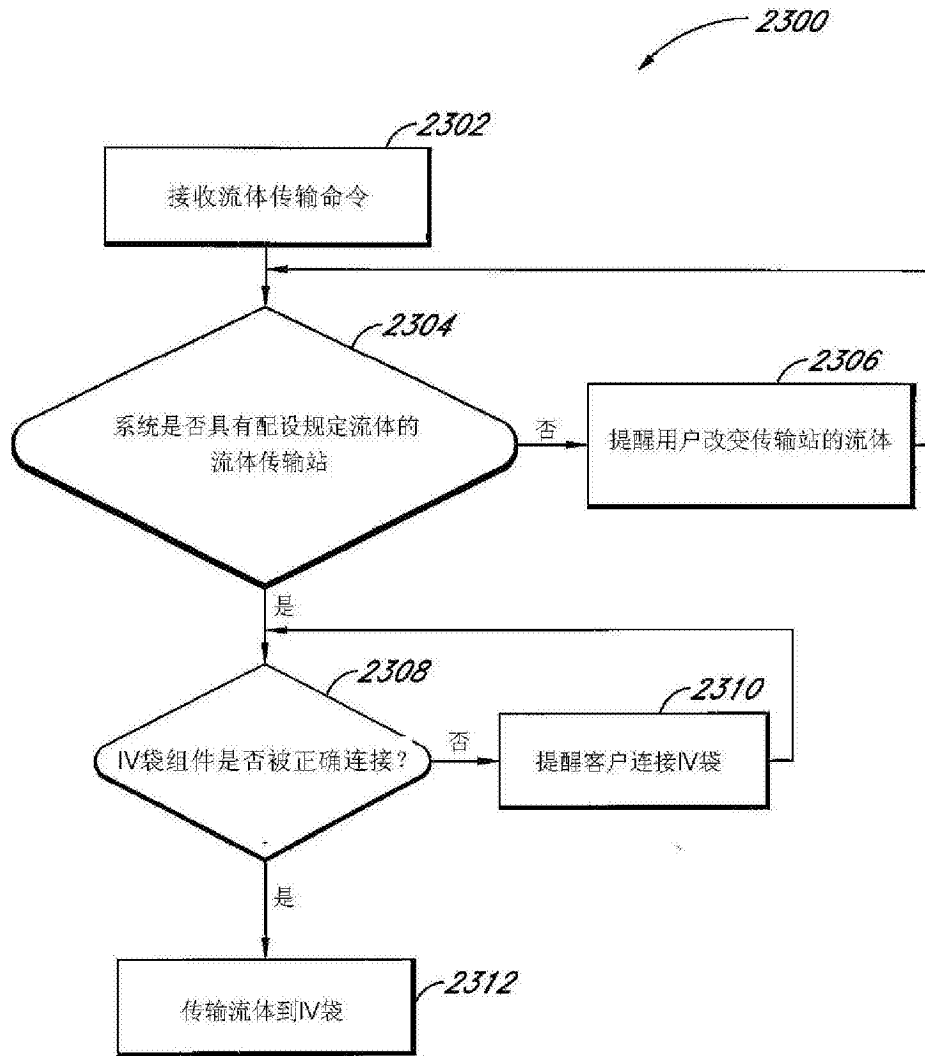 2300
2302
接收流体传输命令
2304
系统是否具有配设规定流体的
流体传输站
否
2306
提醒用户改变传输站的流体
是
2308
IV袋组件是否被正确连接?
否
2310
提醒客户连接IV袋
是
2312
传输流体到IV袋